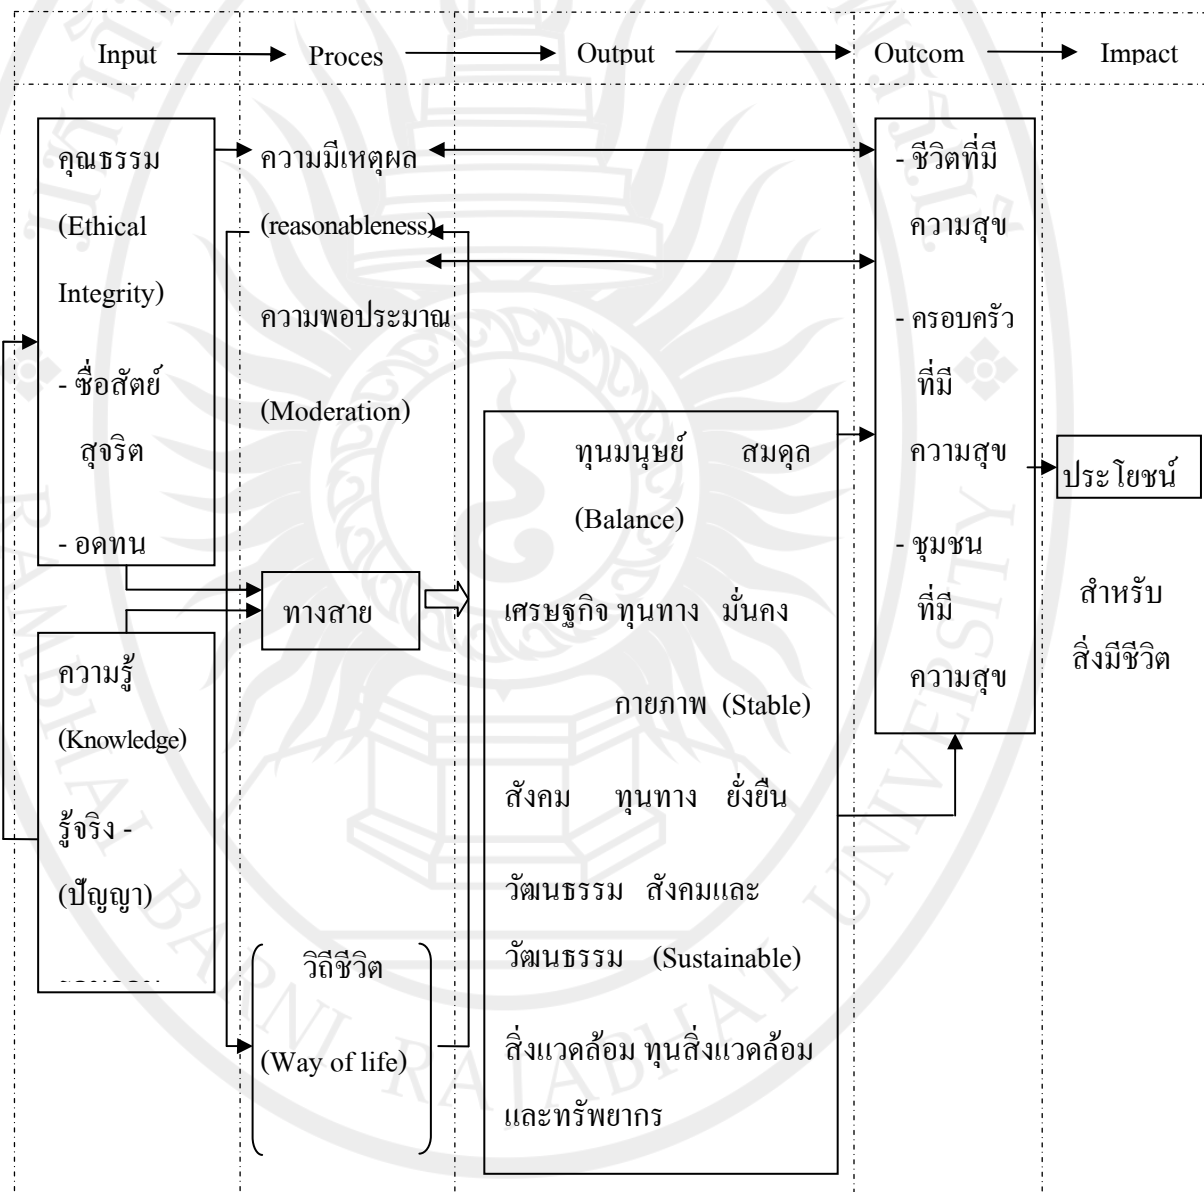 Input Proces Output Outcom Impact
คุณธรรม
(Ethical
Integrity)
- ซื่อสัตย์
สุจริต
- อดทน
ความรู้
(Knowledge)
รู้จริง -
(ปัญญา)
ความมีเหตุผล
(reasonableness)
ความพอประมาณ
(Moderation)
ทางสาย
วิถีชีวิต
(Way of life)
ทุนมนุษย์ สมดุล
(Balance)
เศรษฐกิจ ทุนทาง มั่นคง
กายภาพ (Stable)
สังคม ทุนทาง ยั่งยืน
วัฒนธรรม สังคมและ
วัฒนธรรม (Sustainable)
สิ่งแวดล้อม ทุนสิ่งแวดล้อม
และทรัพยากร
- ชีวิตที่มี
ความสุข
- ครอบครัว
ที่มี
ความสุข
- ชุมชน
ที่มี
ความสุข
ประโยชน์
สำหรับ
สิ่งมีชีวิต
RAMBHAI BARNI RAJABHAT UNIVERSITY